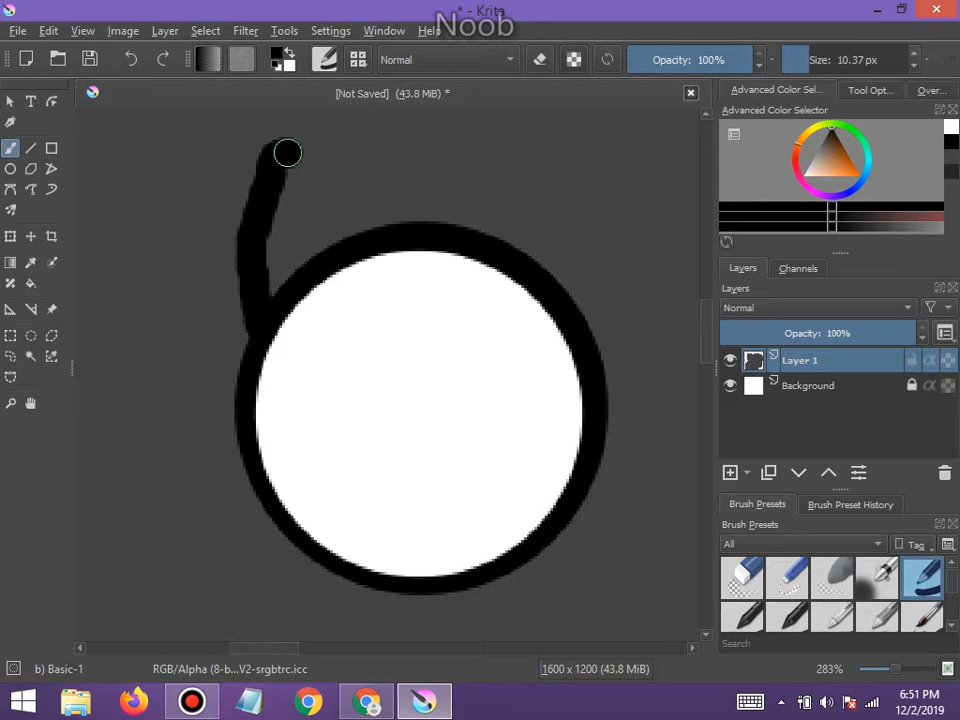 * - Krita
Noob
File Edit View Image Layer Select Filter Tools Settings Window Help
Normal
Opacity: 100%
Size: 10.37 px
[Not Saved] (43.8 MiB) *
Advanced Color Sel...
Tool Opt...
Over...
Advanced Color Selector
Layers
Channels
Layers
Normal
Opacity: 100%
Layer 1
Background
Brush Presets
Brush Preset History
Brush Presets
All
Tag
Search
b) Basic-1
RGB/Alpha (8-b...V2-srgbtrc.icc
1600 x 1200 (43.8 MiB)
283%
6:51 PM
12/2/2019